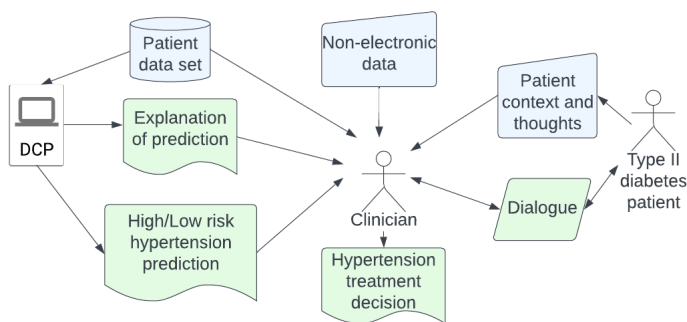 Patient
data set
Non-electronic
data
Patient
context and
thoughts
DCP
Explanation
of prediction
Type II
diabetes
patient
High/Low risk
hypertension
prediction
Clinician
Dialogue
Hypertension
treatment
decision